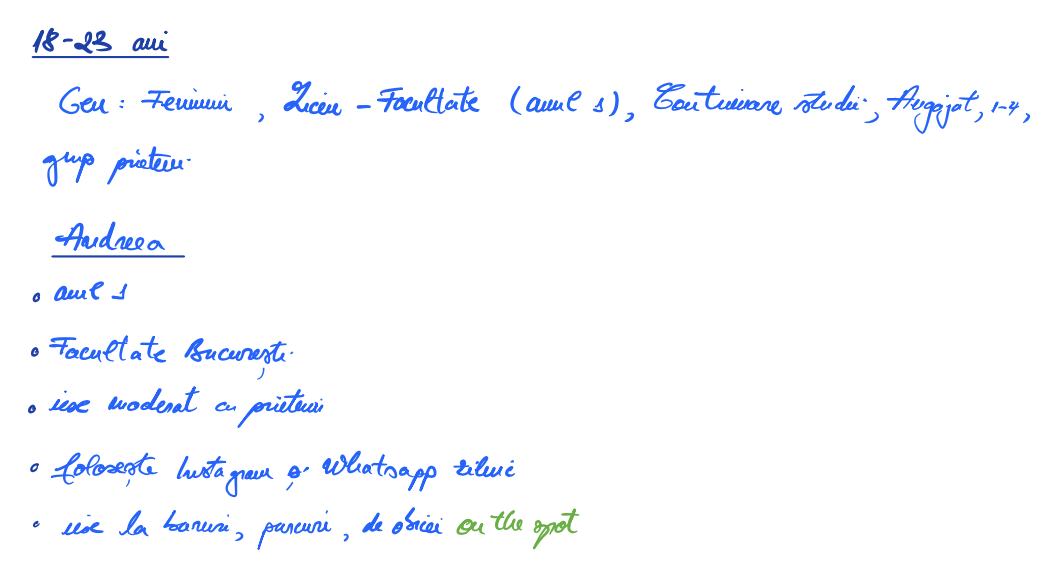 18-23 ani
Gen: Feminin, Liceu - Facultate (anul 1), Continuare studii, Angajat, 1-4,
grup prieteni
Andreea
• anul 1
• Facultate București
• iese moderat cu prietenii
• folosește Instagram și Whatsapp zilnic
• iese la baruri, parcuri, de obicei on the spot